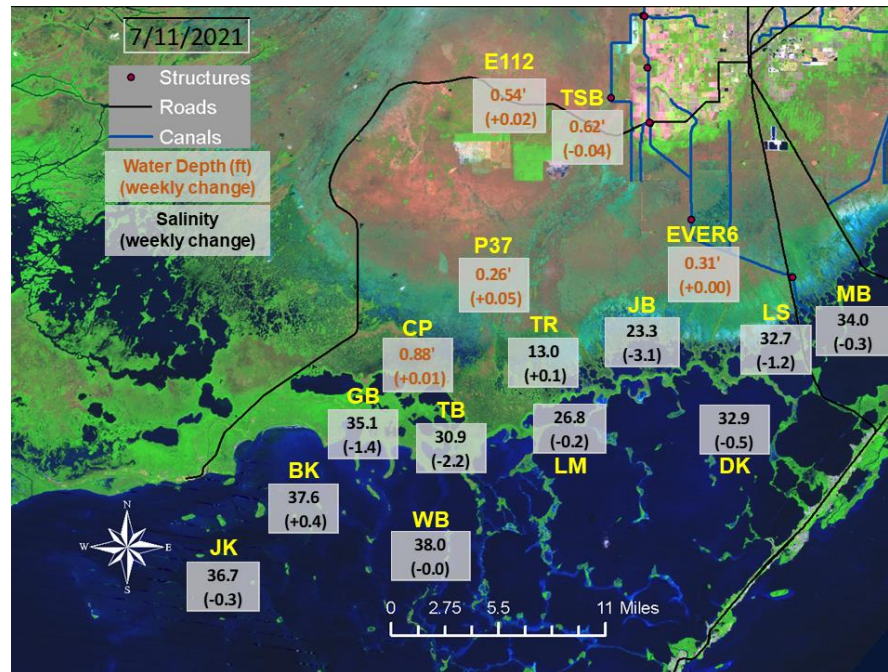 7/11/2021
Structures
Roads
Canals
Water Depth (ft)
(weekly change)
Salinity
(weekly change)
E112
0.54'
(+0.02)
TSB
0.62'
(-0.04)
P37
0.26'
(+0.05)
EVER6
0.31'
(+0.00)
CP
0.88'
(+0.01)
TR
13.0
(+0.1)
JB
23.3
(-3.1)
LS
32.7
(-1.2)
MB
34.0
(-0.3)
GB
35.1
(-1.4)
TB
30.9
(-2.2)
26.8
(-0.2)
LM
32.9
(-0.5)
DK
BK
37.6
(+0.4)
WB
38.0
(-0.0)
JK
36.7
(-0.3)
N
W E
S
0 2.75 5.5 11 Miles